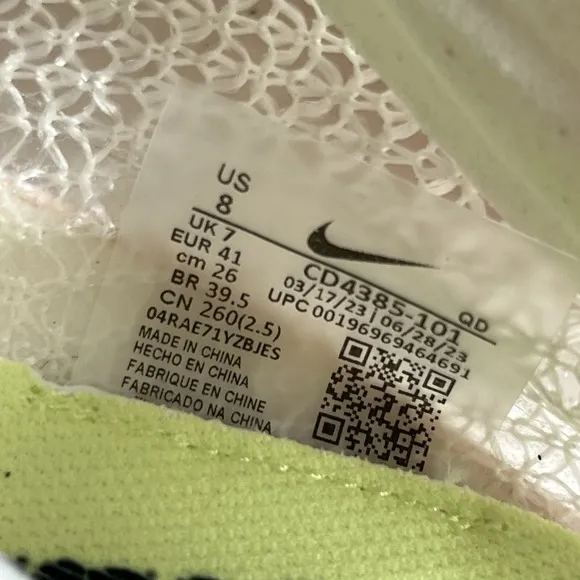 US
8
UK 7
EUR 41
cm 26
BR 39.5
CN 260(2.5)
04RAE71YZBJES
MADE IN CHINA
HECHO EN CHINA
FABRIQUE EN CHINE
FABRICADO NA CHINA
CD4385-101 QD
03/17/23 | 06/28/23
UPC 00196969464691